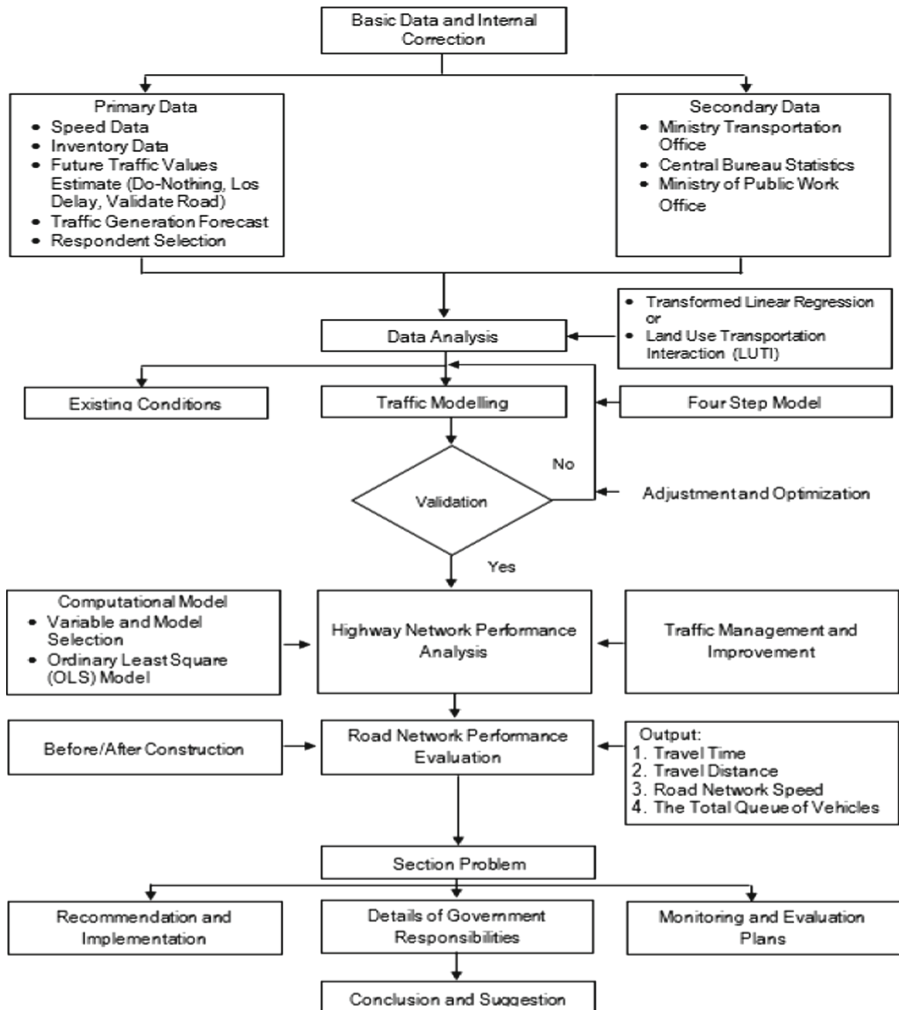 Basic Data and Internal
Correction
Primary Data
• Speed Data
• Inventory Data
• Future Traffic Values
Estimate (Do-Nothing, Los
Delay, Validate Road)
• Traffic Generation Forecast
• Respondent Selection
Secondary Data
• Ministry Transportation
Office
• Central Bureau Statistics
• Ministry of Public Work
Office
Data Analysis
• Transformed Linear Regression
or
• Land Use Transportation
Interaction (LUTI)
Existing Conditions
Traffic Modelling
Four Step Model
No
Validation
Adjustment and Optimization
Yes
Computational Model
• Variable and Model
Selection
• Ordinary Least Square
(OLS) Model
Highway Network Performance
Analysis
Traffic Management and
Improvement
Before/After Construction
Road Network Performance
Evaluation
Output:
1. Travel Time
2. Travel Distance
3. Road Network Speed
4. The Total Queue of Vehicles
Section Problem
Recommendation and
Implementation
Details of Government
Responsibilities
Monitoring and Evaluation
Plans
Conclusion and Suggestion